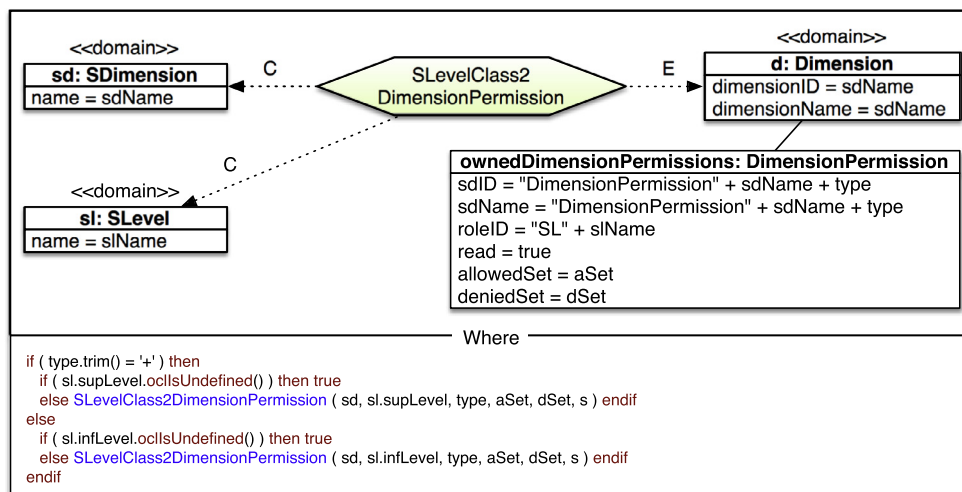 <<domain>>
sd: SDimension
name = sdName
C
SLevelClass2
DimensionPermission
E
<<domain>>
d: Dimension
dimensionID = sdName
dimensionName = sdName
C
<<domain>>
sl: SLevel
name = slName
ownedDimensionPermissions: DimensionPermission
sdID = "DimensionPermission" + sdName + type
sdName = "DimensionPermission" + sdName + type
roleID = "SL" + slName
read = true
allowedSet = aSet
deniedSet = dSet
Where
if ( type.trim() = '+' ) then
if ( sl.supLevel.oclIsUndefined() ) then true
else SLevelClass2DimensionPermission ( sd, sl.supLevel, type, aSet, dSet, s ) endif
else
if ( sl.infLevel.oclIsUndefined() ) then true
else SLevelClass2DimensionPermission ( sd, sl.infLevel, type, aSet, dSet, s ) endif
endif